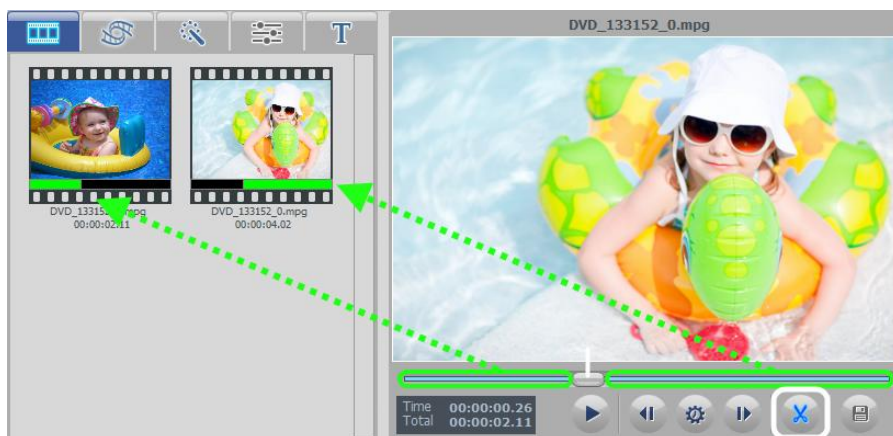 T
DVD_133152_0.mpg
DVD_13315 mpg
00:00:02.11
DVD_133152_0.mpg
00:00:04.02
Time 00:00:00.26
Total 00:00:02.11